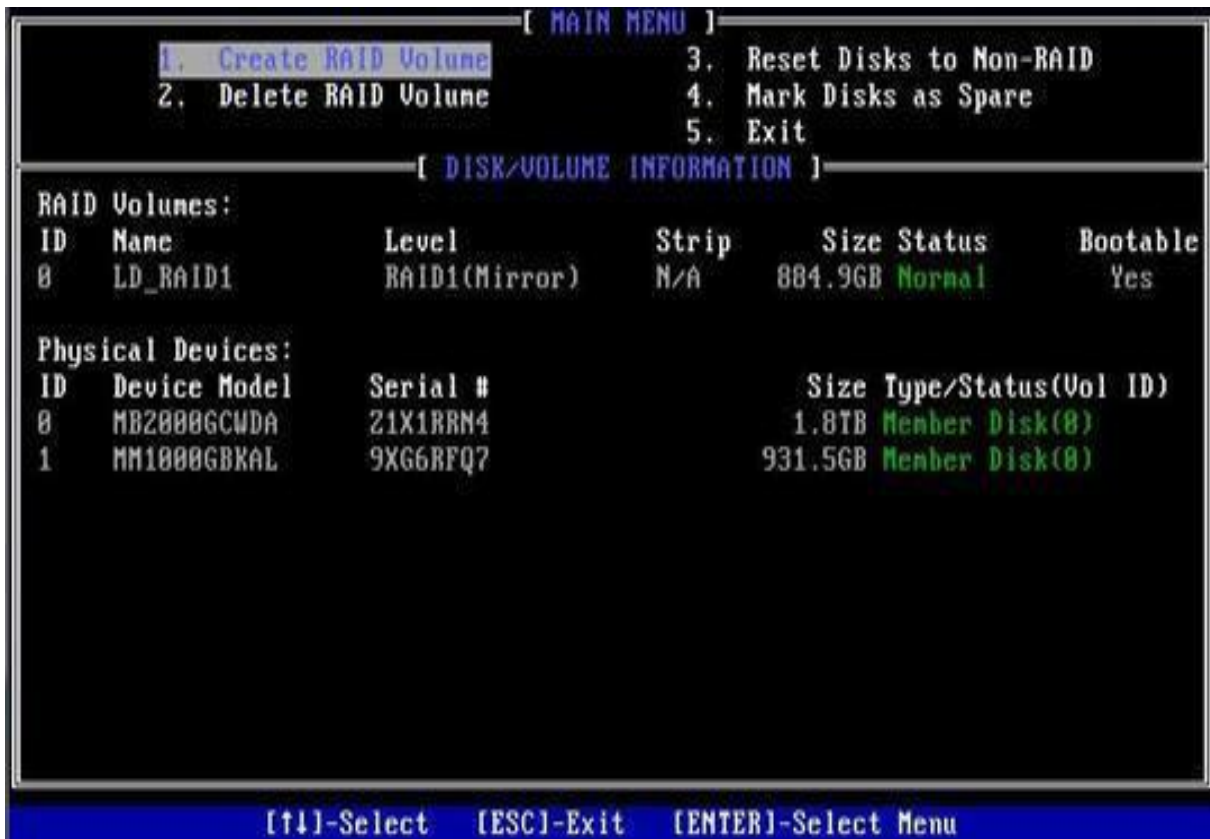 [ MAIN MENU ]
1. Create RAID Volume
2. Delete RAID Volume
3. Reset Disks to Non-RAID
4. Mark Disks as Spare
5. Exit
[ DISK/VOLUME INFORMATION ]
RAID Volumes:
ID Name Level Strip Size Status Bootable
0 LD_RAID1 RAID1(Mirror) N/A 884.9GB Normal Yes
Physical Devices:
ID Device Model Serial # Size Type/Status(Vol ID)
0 MB2000GCWDA Z1X1RRN4 1.8TB Member Disk(0)
1 MM1000GBKAL 9XG6RFQ7 931.5GB Member Disk(0)
[↑↓]-Select [ESC]-Exit [ENTER]-Select Menu